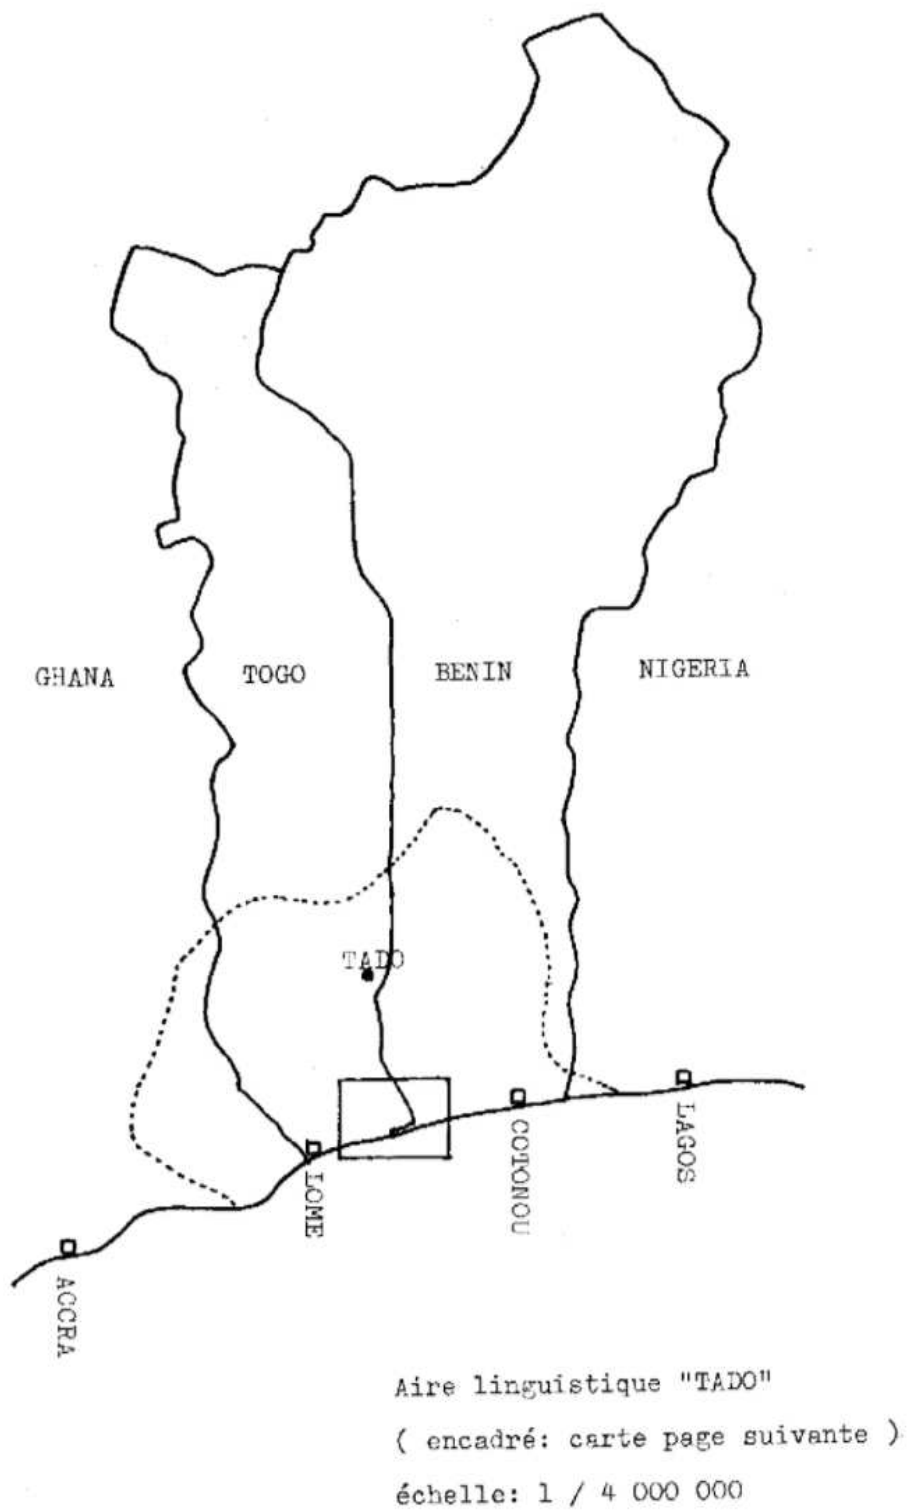 GHANA TOGO BENIN NIGERIA
TADO
LAGOS
COTONOU
LOME
ACCRA
Aire linguistique "TADO"
( encadré: carte page suivante )
échelle: 1 / 4 000 000